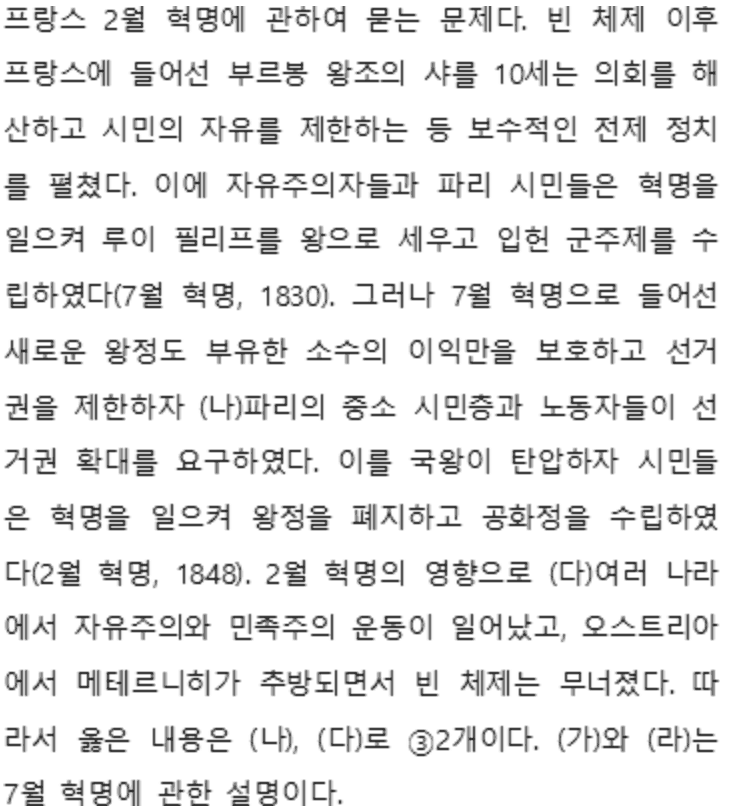 프랑스 2월 혁명에 관하여 묻는 문제다. 빈 체제 이후
프랑스에 들어선 부르봉 왕조의 샤를 10세는 의회를 해
산하고 시민의 자유를 제한하는 등 보수적인 전제 정치
를 펼쳤다. 이에 자유주의자들과 파리 시민들은 혁명을
일으켜 루이 필리프를 왕으로 세우고 입헌 군주제를 수
립하였다(7월 혁명, 1830). 그러나 7월 혁명으로 들어선
새로운 왕정도 부유한 소수의 이익만을 보호하고 선거
권을 제한하자 (나)파리의 중소 시민층과 노동자들이 선
거권 확대를 요구하였다. 이를 국왕이 탄압하자 시민들
은 혁명을 일으켜 왕정을 폐지하고 공화정을 수립하였
다(2월 혁명, 1848). 2월 혁명의 영향으로 (다)여러 나라
에서 자유주의와 민족주의 운동이 일어났고, 오스트리아
에서 메테르니히가 추방되면서 빈 체제는 무너졌다. 따
라서 옳은 내용은 (나), (다)로 ③2개이다. (가)와 (라)는
7월 혁명에 관한 설명이다.